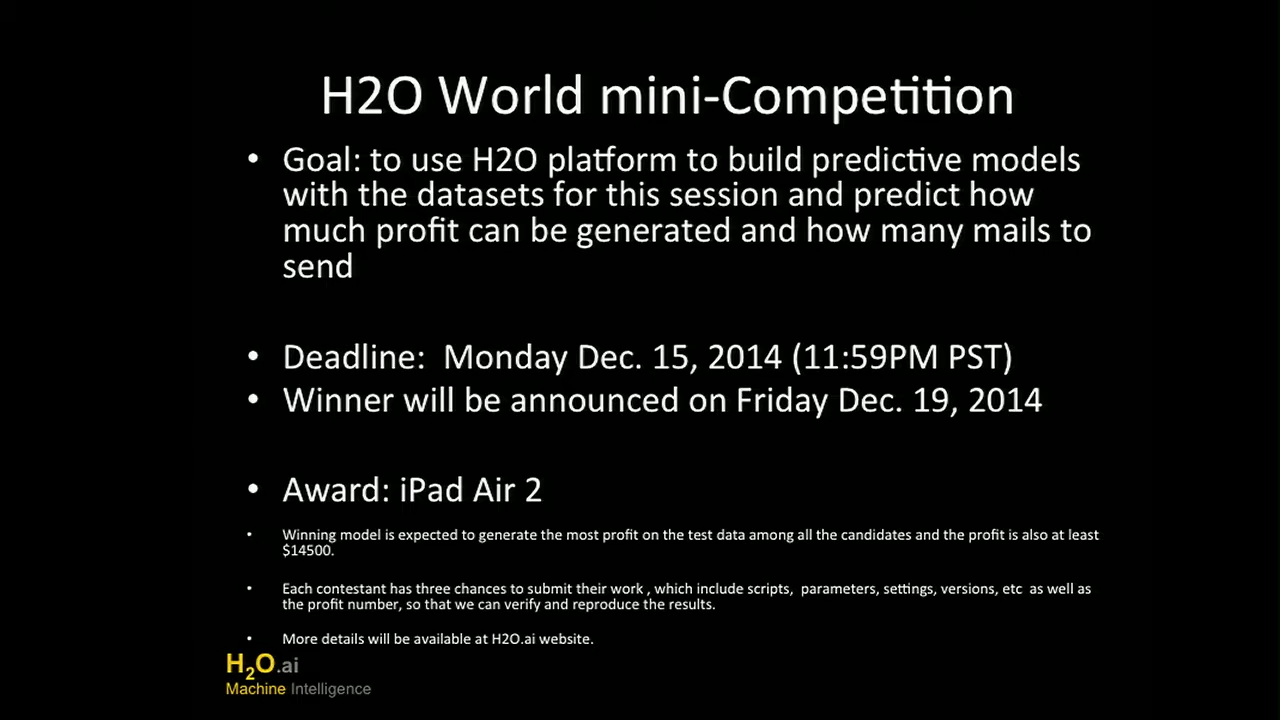 H2O World mini-Competition
• Goal: to use H2O platform to build predictive models
with the datasets for this session and predict how
much profit can be generated and how many mails to
send
• Deadline:  Monday Dec. 15, 2014 (11:59PM PST)
• Winner will be announced on Friday Dec. 19, 2014
• Award: iPad Air 2
• Winning model is expected to generate the most profit on the test data among all the candidates and the profit is also at least
$14500.
• Each contestant has three chances to submit their work , which include scripts,  parameters, settings, versions, etc  as well as
the profit number, so that we can verify and reproduce the results.
• More details will be available at H2O.ai website.
H2O.ai
Machine Intelligence